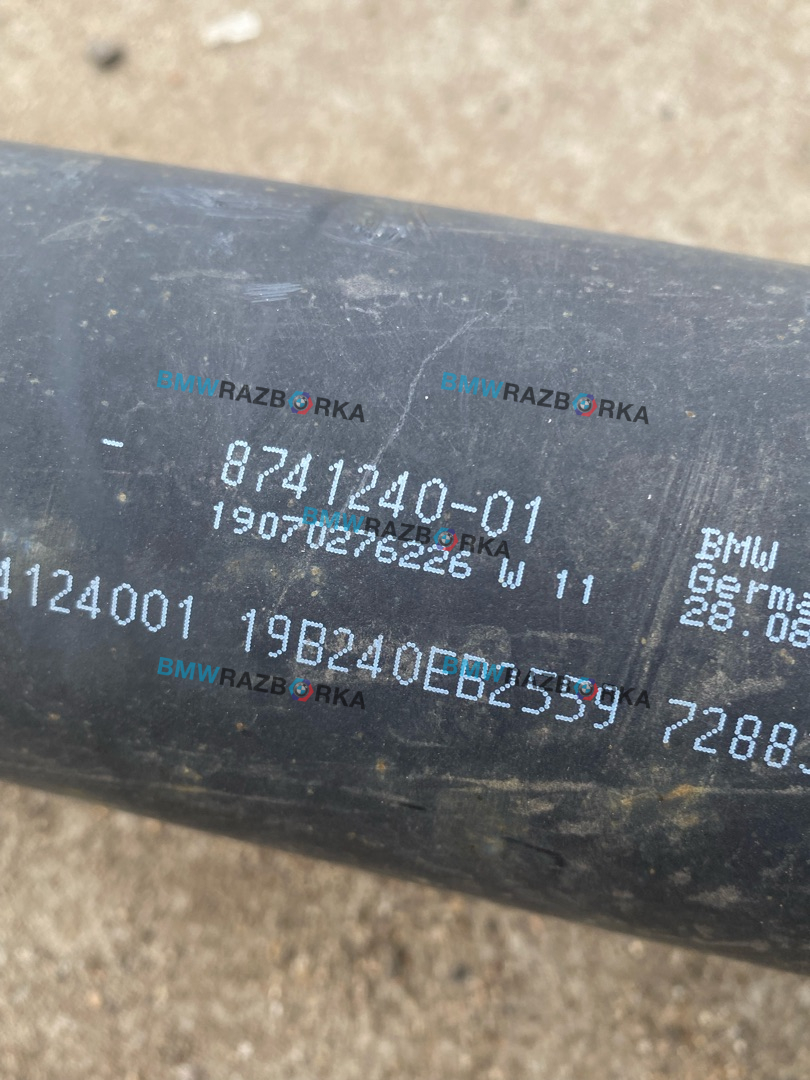 BMWRAZBORKA BMWRAZBORKA
- 8741240-01
BMWRAZBORKA
19070276226 W 11
BMW
Germa
28.08
4124001 19B240EB2559 7288
BMWRAZBORKA BMWRAZBORKA